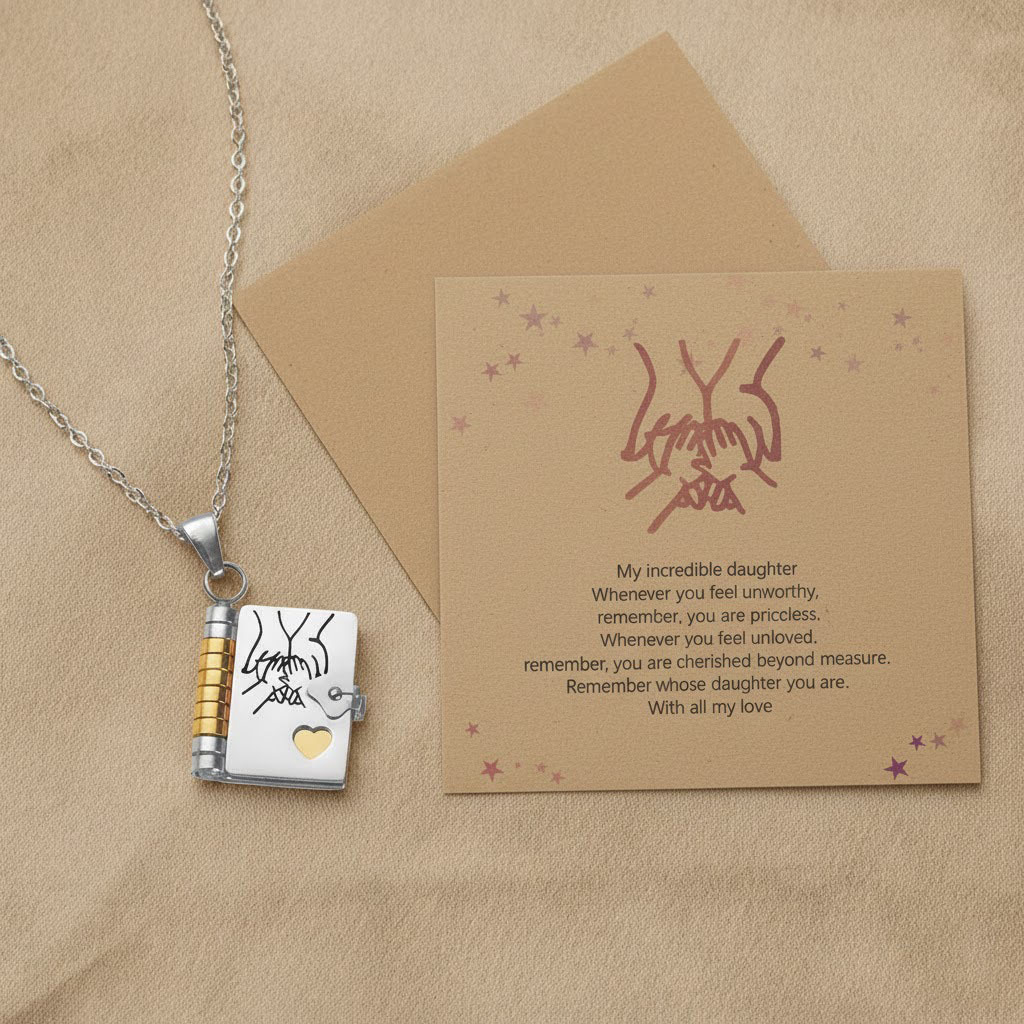 My incredible daughter
Whenever you feel unworthy,
remember, you are priccless.
Whenever you feel unloved.
remember, you are cherished beyond measure.
Remember whose daughter you are.
With all my love